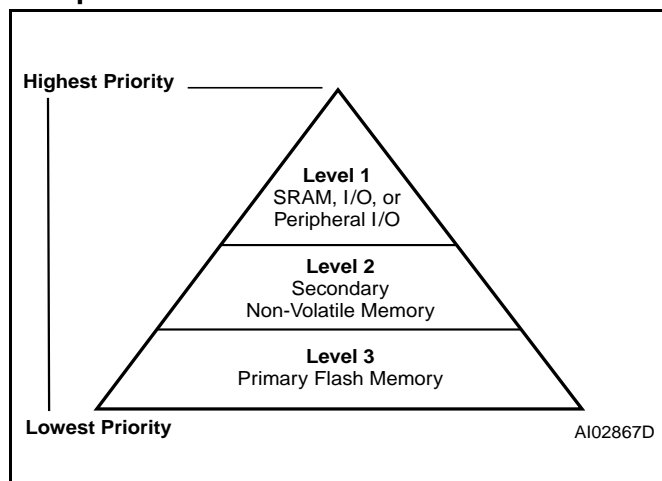 Highest Priority
Level 1
SRAM, I/O, or
Peripheral I/O
Level 2
Secondary
Non-Volatile Memory
Level 3
Primary Flash Memory
Lowest Priority
AI02867D